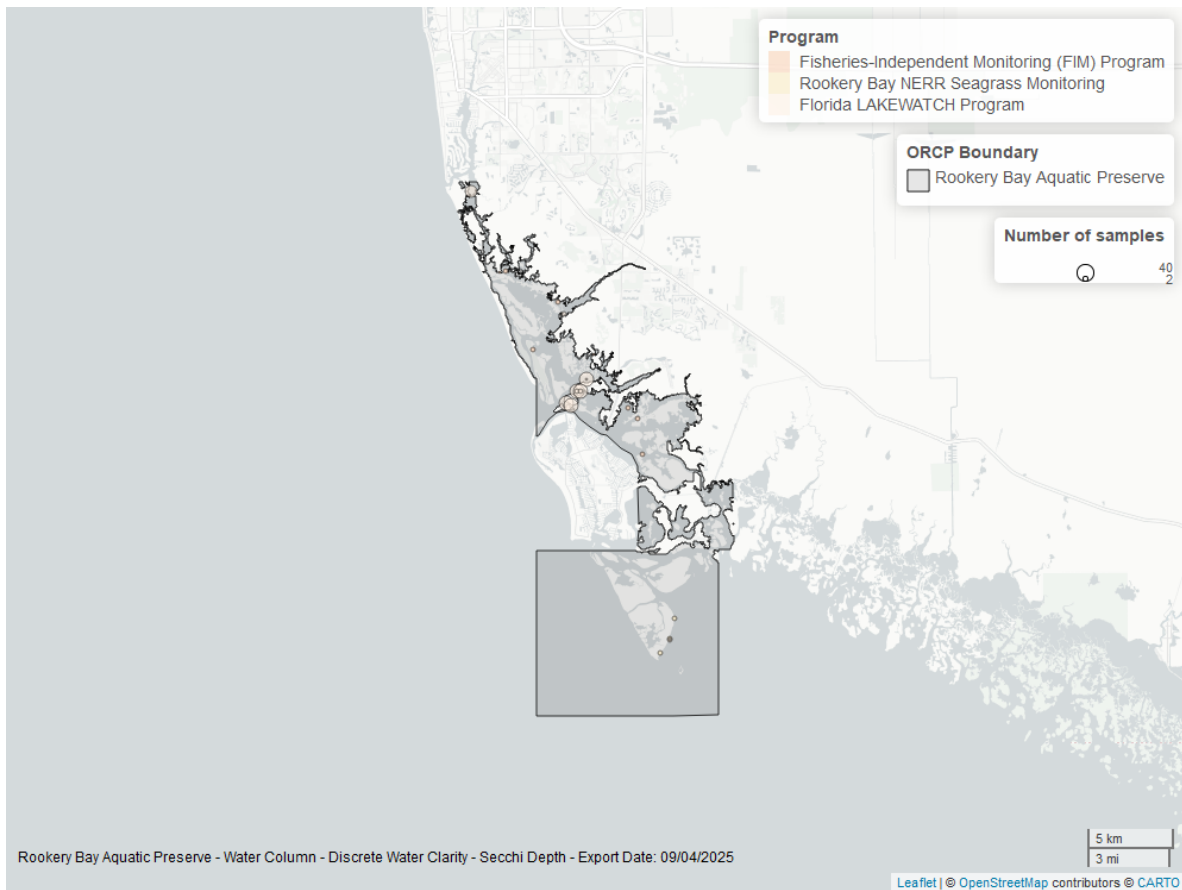 Program
Fisheries-Independent Monitoring (FIM) Program
Rookery Bay NERR Seagrass Monitoring
Florida LAKEWATCH Program
ORCP Boundary
Rookery Bay Aquatic Preserve
Number of samples
40
2
5 km
3 mi
Rookery Bay Aquatic Preserve - Water Column - Discrete Water Clarity - Secchi Depth - Export Date: 09/04/2025
Leaflet | © OpenStreetMap contributors © CARTO